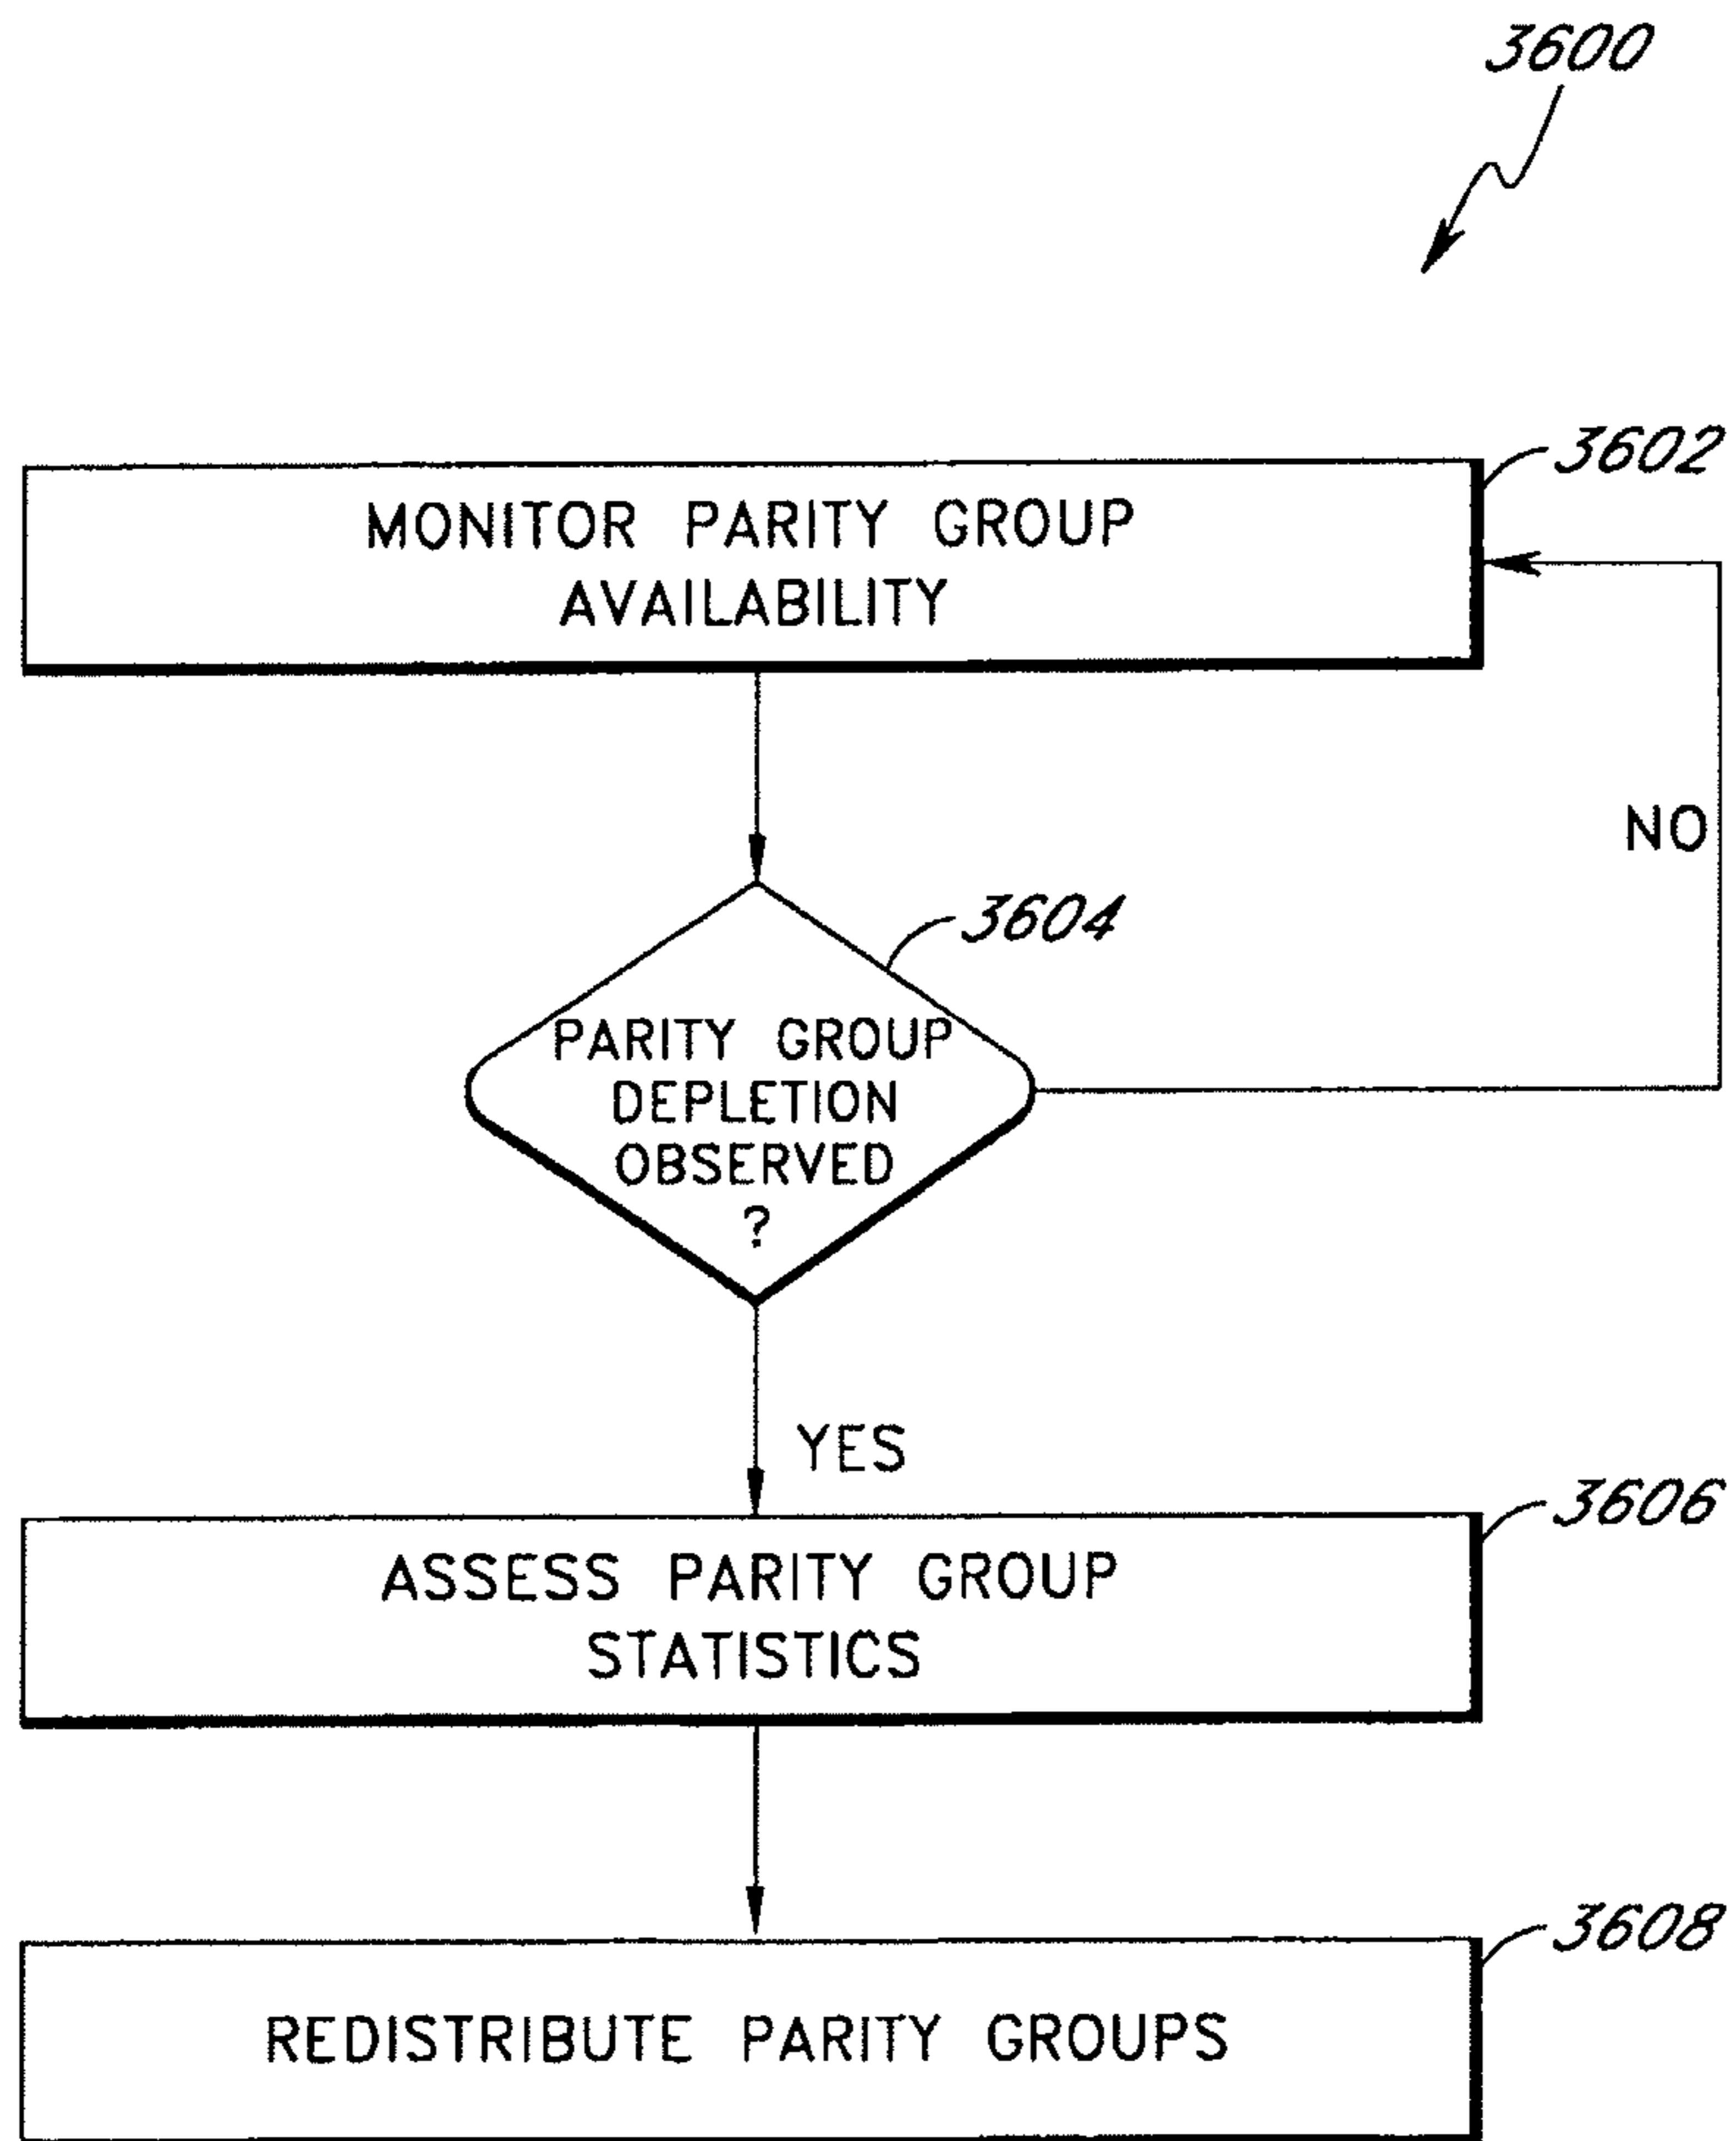 3600
3602
MONITOR PARITY GROUP
AVAILABILITY
NO
3604
PARITY GROUP
DEPLETION
OBSERVED
?
YES
3606
ASSESS PARITY GROUP
STATISTICS
3608
REDISTRIBUTE PARITY GROUPS